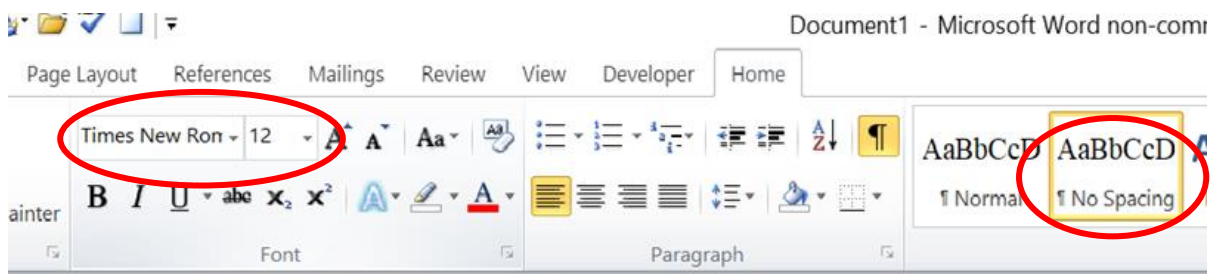 Document1 - Microsoft Word non-comm
Page Layout References Mailings Review View Developer Home
Times New Ron 12 A A Aa
AaBbCcD AaBbCcD
B I U abc x₂ x² A A
¶ Normal ¶ No Spacing
ainter
Font Paragraph